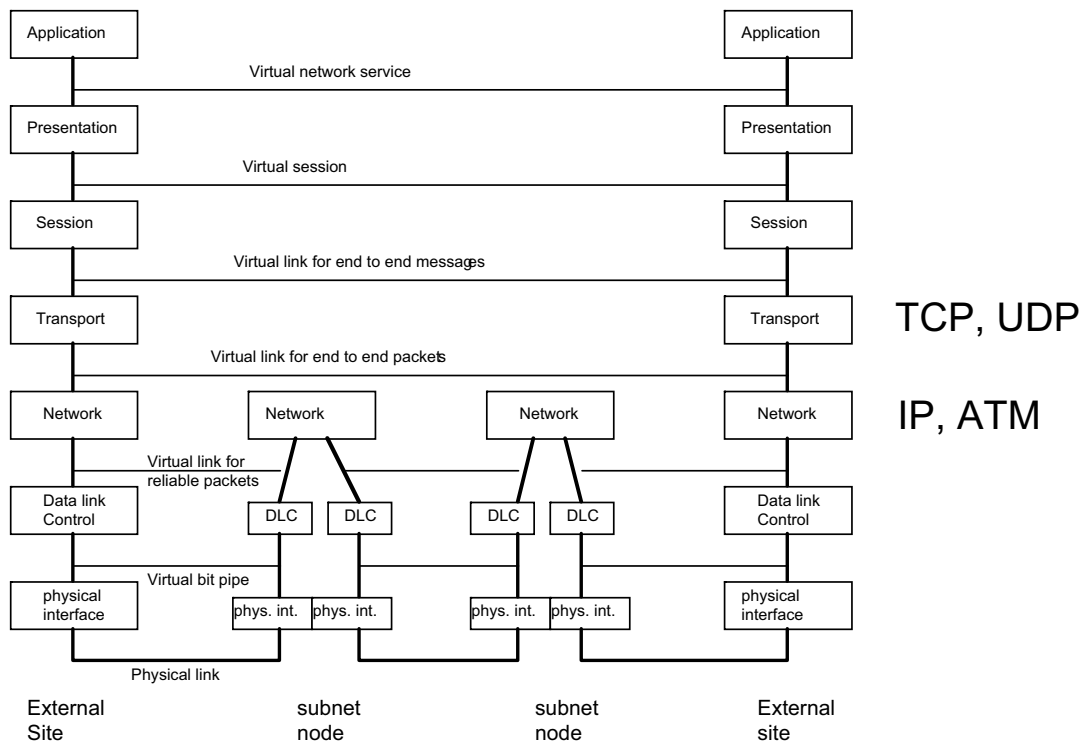 Application
Application
Virtual network service
Presentation
Presentation
Virtual session
Session
Session
Virtual link for end to end messages
Transport
Transport
TCP, UDP
Virtual link for end to end packets
Network
Network
Network
Network
IP, ATM
Virtual link for
reliable packets
Data link
Control
DLC
DLC
DLC
DLC
Data link
Control
Virtual bit pipe
physical
interface
phys. int.
phys. int.
phys. int.
phys. int.
physical
interface
Physical link
External
Site
subnet
node
subnet
node
External
site